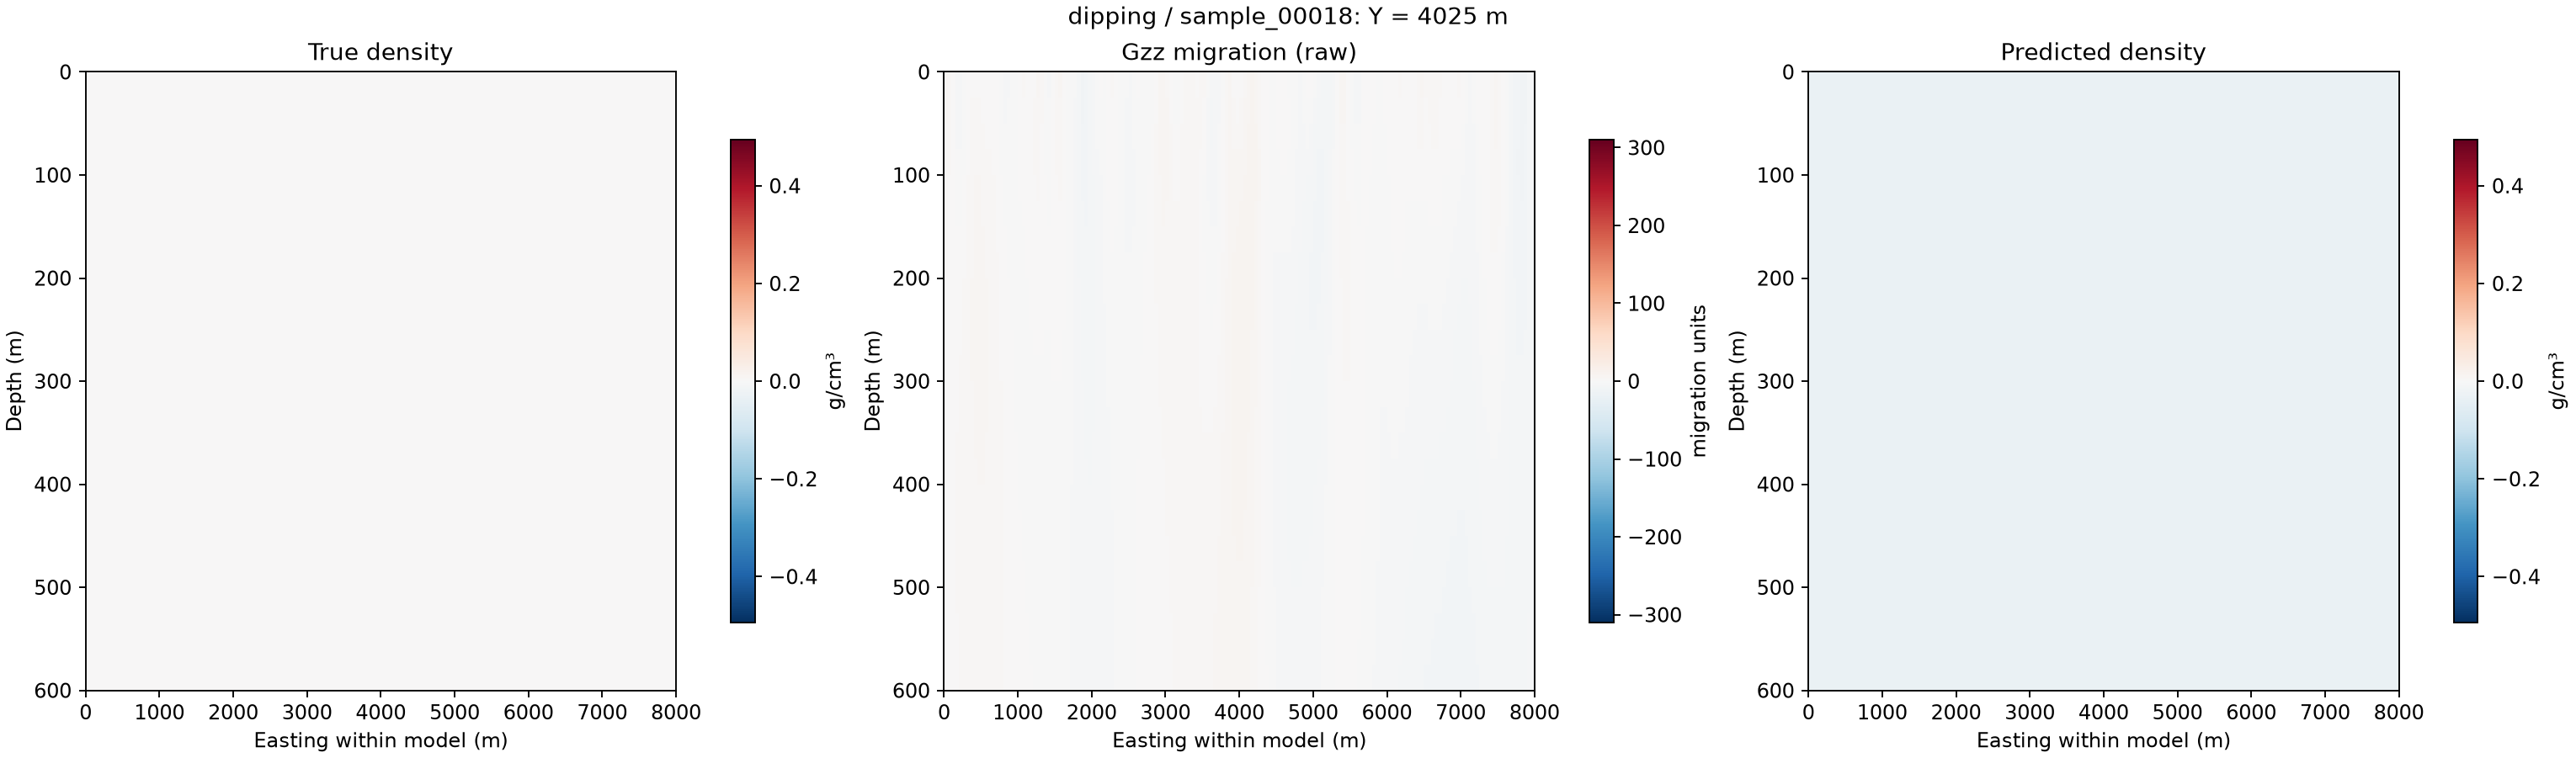 dipping / sample_00018: Y = 4025 m
True density
0
100
200
300
400
500
600
Depth (m)
0 1000 2000 3000 4000 5000 6000 7000 8000
Easting within model (m)
0.4
0.2
0.0
−0.2
−0.4
g/cm³
Gzz migration (raw)
0
100
200
300
400
500
600
Depth (m)
0 1000 2000 3000 4000 5000 6000 7000 8000
Easting within model (m)
300
200
100
0
−100
−200
−300
migration units
Predicted density
0
100
200
300
400
500
600
Depth (m)
0 1000 2000 3000 4000 5000 6000 7000 8000
Easting within model (m)
0.4
0.2
0.0
−0.2
−0.4
g/cm³